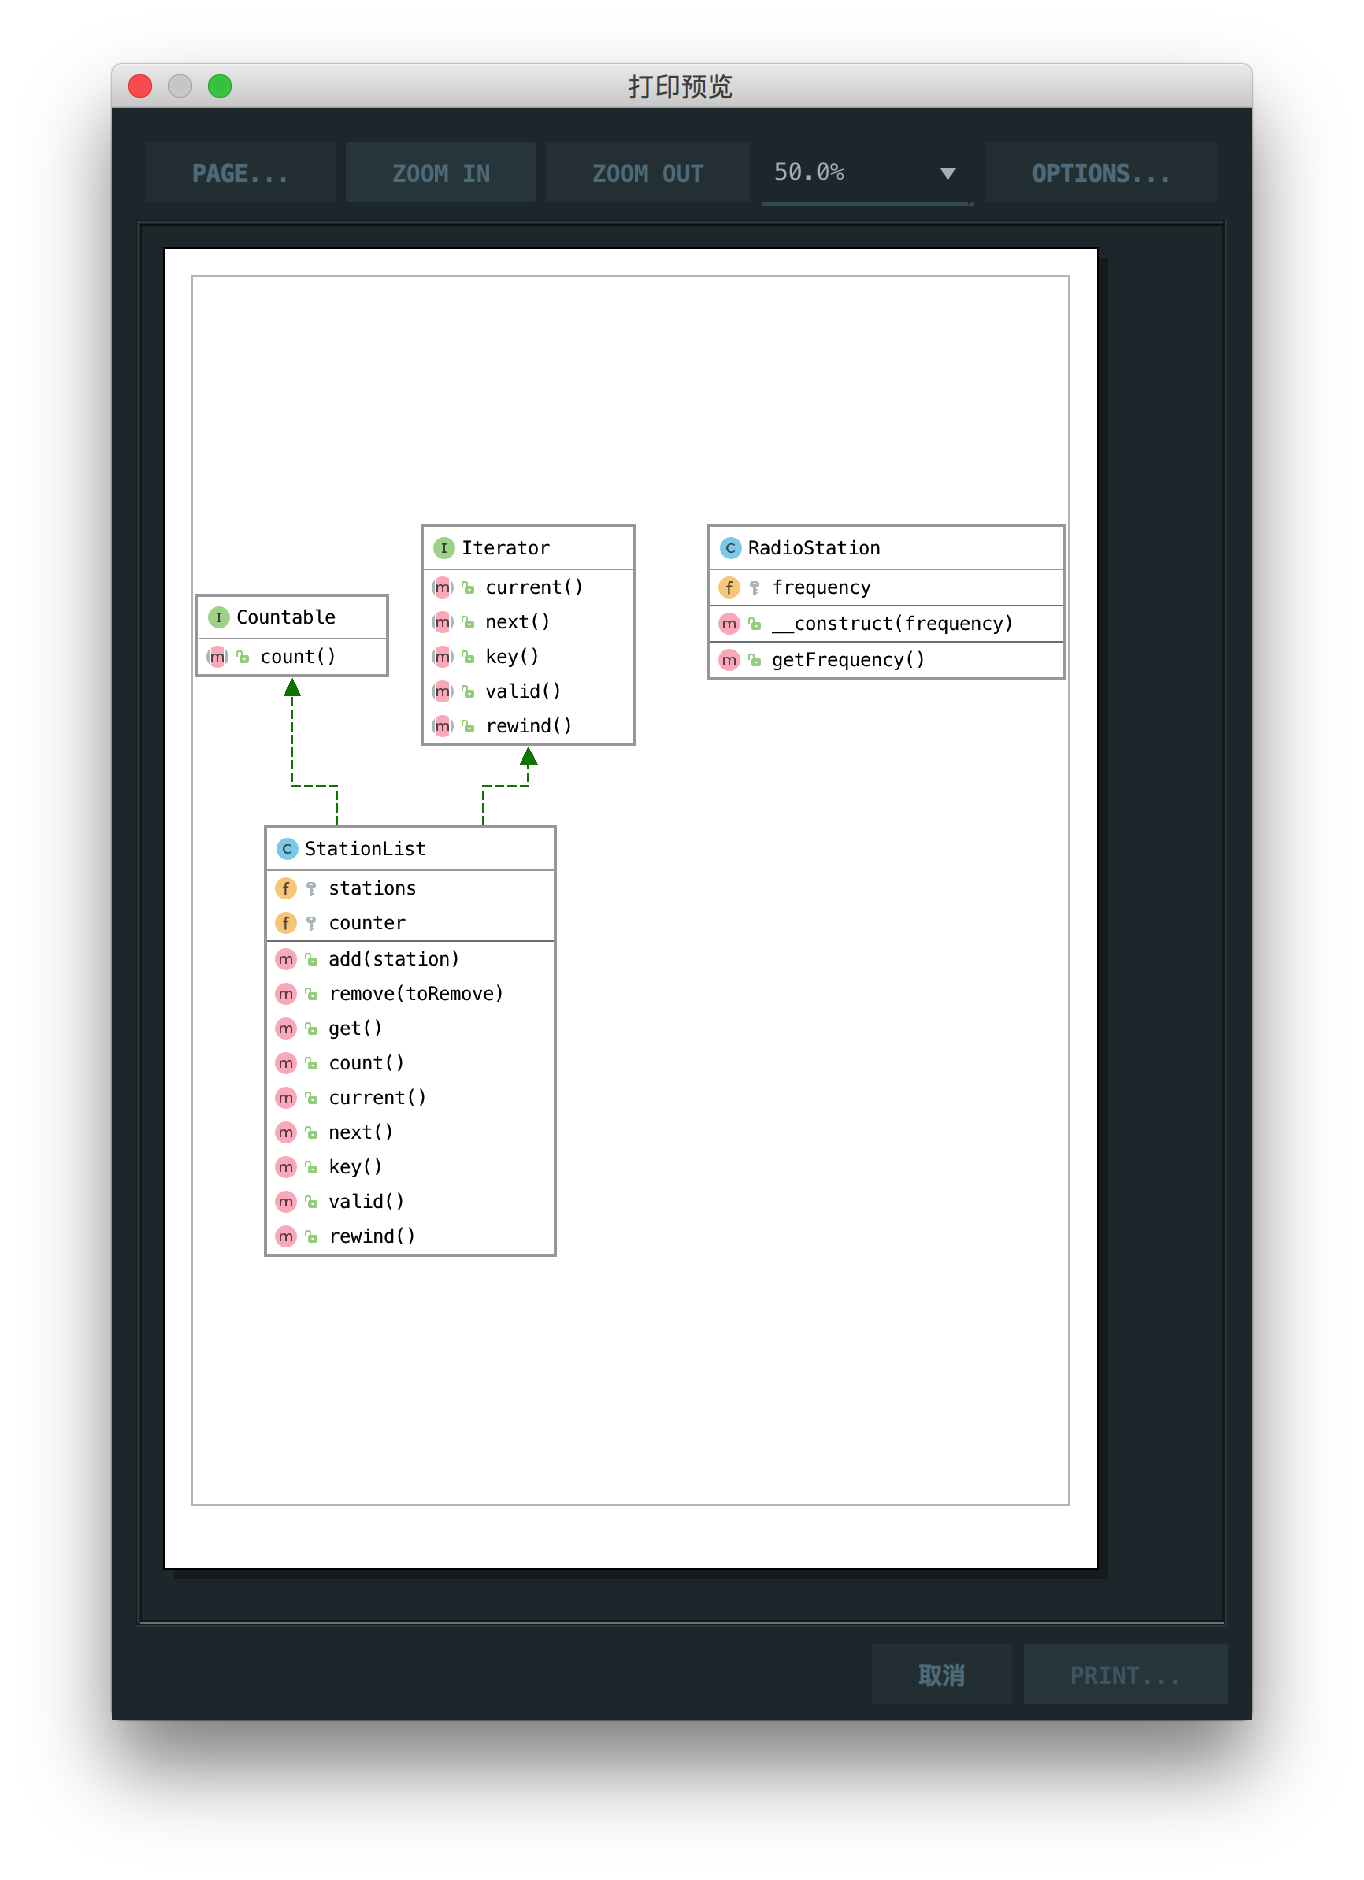 打印预览
PAGE...
ZOOM IN
ZOOM OUT
50.0%
OPTIONS...
I Countable
m count()
I Iterator
m current()
m next()
m key()
m valid()
m rewind()
C RadioStation
f frequency
m __construct(frequency)
m getFrequency()
C StationList
f stations
f counter
m add(station)
m remove(toRemove)
m get()
m count()
m current()
m next()
m key()
m valid()
m rewind()
取消
PRINT...